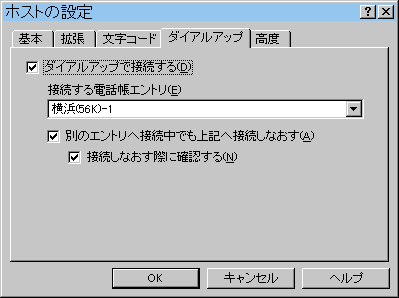 ホストの設定
基本 拡張 文字コード ダイアルアップ 高度
ダイアルアップで接続する(D)
接続する電話帳エントリ(E)
横浜(56K)-1
別のエントリへ接続中でも上記へ接続しなおす(A)
接続しなおす際に確認する(N)
OK キャンセル ヘルプ